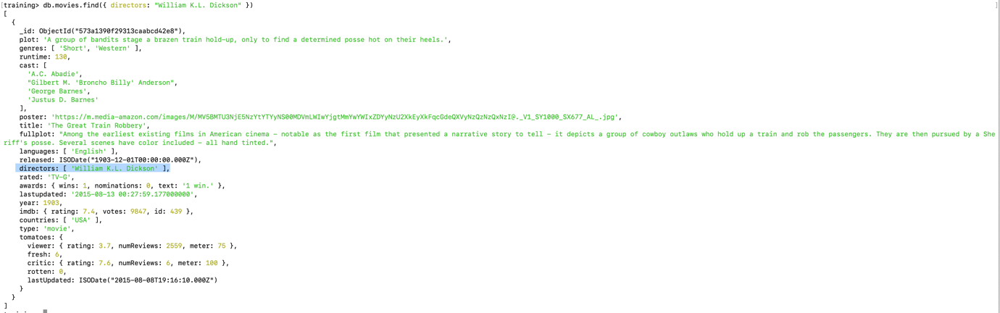 [training> db.movies.find({ directors: "William K.L. Dickson" }) ]
[
{
_id: ObjectId("573a1390f29313caabcd42e8"),
plot: 'A group of bandits stage a brazen train hold-up, only to find a determined posse hot on their heels.',
genres: [ 'Short', 'Western' ],
runtime: 130,
cast: [
'A.C. Abadie',
"Gilbert M. 'Broncho Billy' Anderson",
'George Barnes',
'Justus D. Barnes'
],
poster: 'https://m.media-amazon.com/images/M/MV5BMTU3NjE5NzYtYTYyNS00MDVmLWIwYjgtMmYwYWIxZDYyNzU2XkEyXkFqcGdeQXVyNzQzNzQxNzI@._V1_SY1000_SX677_AL_.jpg',
title: 'The Great Train Robbery',
fullplot: "Among the earliest existing films in American cinema - notable as the first film that presented a narrative story to tell - it depicts a group of cowboy outlaws who hold up a train and rob the passengers. They are then pursued by a She
riff's posse. Several scenes have color included - all hand tinted.",
languages: [ 'English' ],
released: ISODate("1903-12-01T00:00:00.000Z"),
directors: [ 'William K.L. Dickson' ],
rated: 'TV-G',
awards: { wins: 1, nominations: 0, text: '1 win.' },
lastupdated: '2015-08-13 00:27:59.177000000',
year: 1903,
imdb: { rating: 7.4, votes: 9847, id: 439 },
countries: [ 'USA' ],
type: 'movie',
tomatoes: {
viewer: { rating: 3.7, numReviews: 2559, meter: 75 },
fresh: 6,
critic: { rating: 7.6, numReviews: 6, meter: 100 },
rotten: 0,
lastUpdated: ISODate("2015-08-08T19:16:10.000Z")
}
}
]